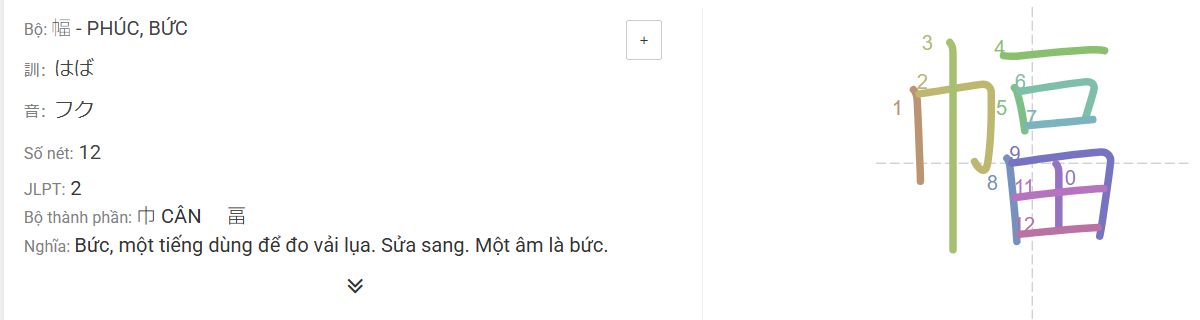 Bộ: 幅 - PHÚC, BỨC
+
訓: はば
音: フク
Số nét: 12
JLPT: 2
Bộ thành phần: 巾 CÂN 畐
Nghĩa: Bức, một tiếng dùng để đo vải lụa. Sửa sang. Một âm là bức.
幅
3
4
2
6
1
5
7
9
8
11
0
12